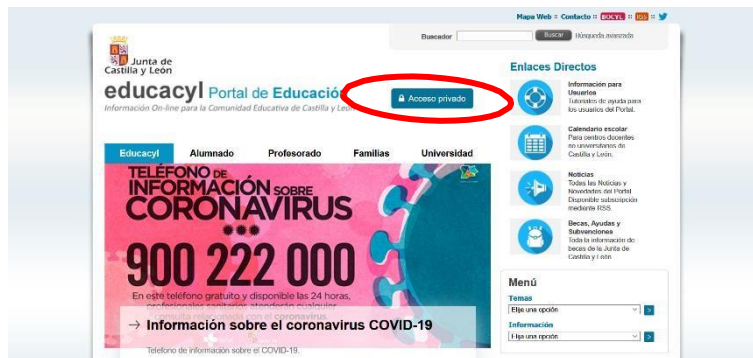 Mapa Web :: Contacto :: BOCYL :: RSS ::
Buscador
Buscar
Búsqueda avanzada
Junta de
Castilla y León
educacyl Portal de Educación
Información On-line para la Comunidad Educativa de Castilla y León
Acceso privado
Educacyl Alumnado Profesorado Familias Universidad
TELÉFONO DE
INFORMACIÓN SOBRE
CORONAVIRUS
900 222 000
En este teléfono gratuito y disponible las 24 horas,
profesionales sanitarios atenderán cualquier
consulta relacionada con el coronavirus
→ Información sobre el coronavirus COVID-19
Telefono de información sobre el COVID-19.
Enlaces Directos
Información para
Usuarios
Tutoriales de ayuda para
los usuarios del Portal.
Calendario escolar
Para centros docentes
no universitarios de
Castilla y León.
Noticias
Todas las Noticias y
Novedades del Portal
Disponible subscripción
mediante RSS.
Becas, Ayudas y
Subvenciones
Toda la información de
becas de la Junta de
Castilla y León
Menú
Temas
Elija una opción
>
Información
Elija una opción
>